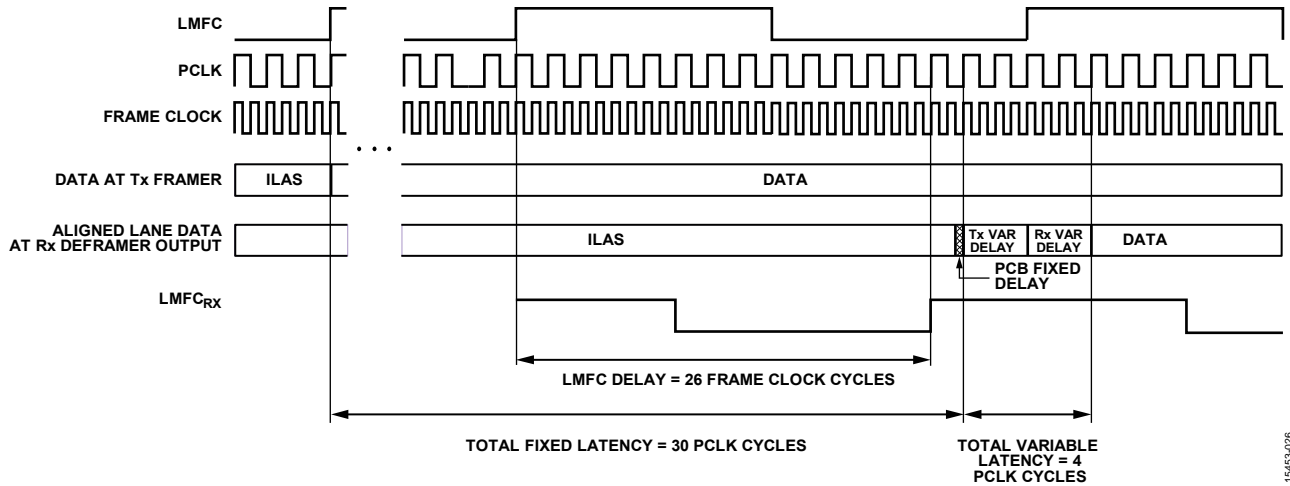 LMFC
PCLK
FRAME CLOCK
• • •
DATA AT Tx FRAMER
ILAS
DATA
ALIGNED LANE DATA
AT Rx DEFRAMER OUTPUT
ILAS
Tx VAR
DELAY
Rx VAR
DELAY
DATA
PCB FIXED
DELAY
LMFCRX
LMFC DELAY = 26 FRAME CLOCK CYCLES
TOTAL FIXED LATENCY = 30 PCLK CYCLES
TOTAL VARIABLE
LATENCY = 4
PCLK CYCLES
15453-026